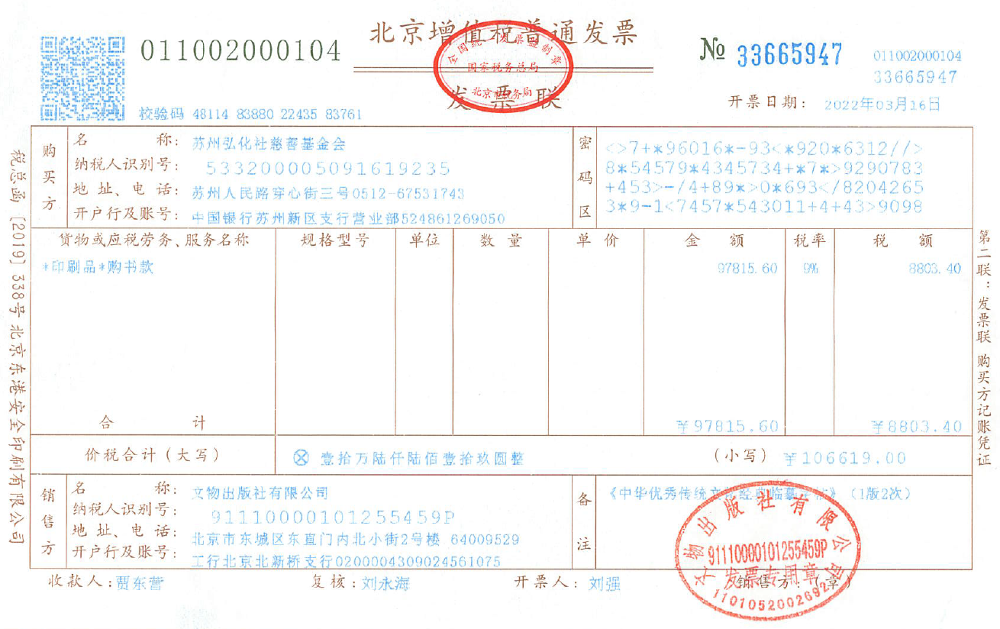 北京增值税普通发票
发票联
011002000104
№ 33665947
011002000104
33665947
校验码 48114 83880 22435 83761
开票日期: 2022年03月16日
全国统一发票监制章
国家税务总局
北京市税务局
购买方
名称: 苏州弘化社慈善基金会
纳税人识别号: 533200005091619235
地址、电话: 苏州人民路穿心街三号0512-67531743
开户行及账号: 中国银行苏州新区支行营业部524861269050
密码区
<>7+*96016*-93<*920*6312//>
8*54579*4345734+*7*>9290783
+453>-/4+89*>0*693</8204265
3*9-1<7457*543011+4+43>9098
货物或应税劳务、服务名称 规格型号 单位 数量 单价 金额 税率 税额
*印刷品*购书款 97815.60 9% 8803.40
合计 ¥97815.60 ¥8803.40
价税合计(大写) ⊗ 壹拾万陆仟陆佰壹拾玖圆整 (小写) ¥106619.00
销售方
名称: 文物出版社有限公司
纳税人识别号: 91110000101255459P
地址、电话: 北京市东城区东直门内北小街2号楼 64009529
开户行及账号: 工行北京北新桥支行0200004309024561075
备注
《中华优秀传统文化经典临摹字帖》(1版2次)
收款人: 贾东营 复核: 刘永海 开票人: 刘强 销售方:(章)
文物出版社有限公司
91110000101255459P
发票专用章
1101052002692
税总函〔2019〕338号北京东港安全印刷有限公司
第二联:发票联 购买方记账凭证